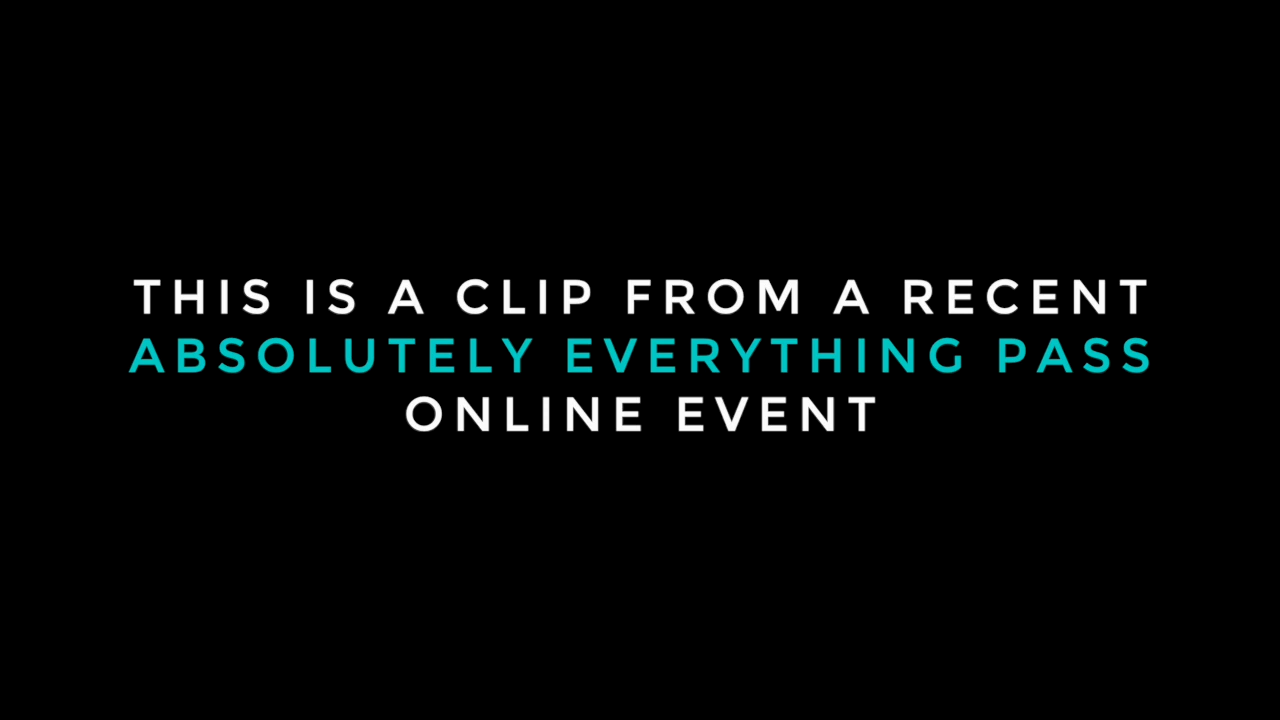 THIS IS A CLIP FROM A RECENT
ABSOLUTELY EVERYTHING PASS
ONLINE EVENT